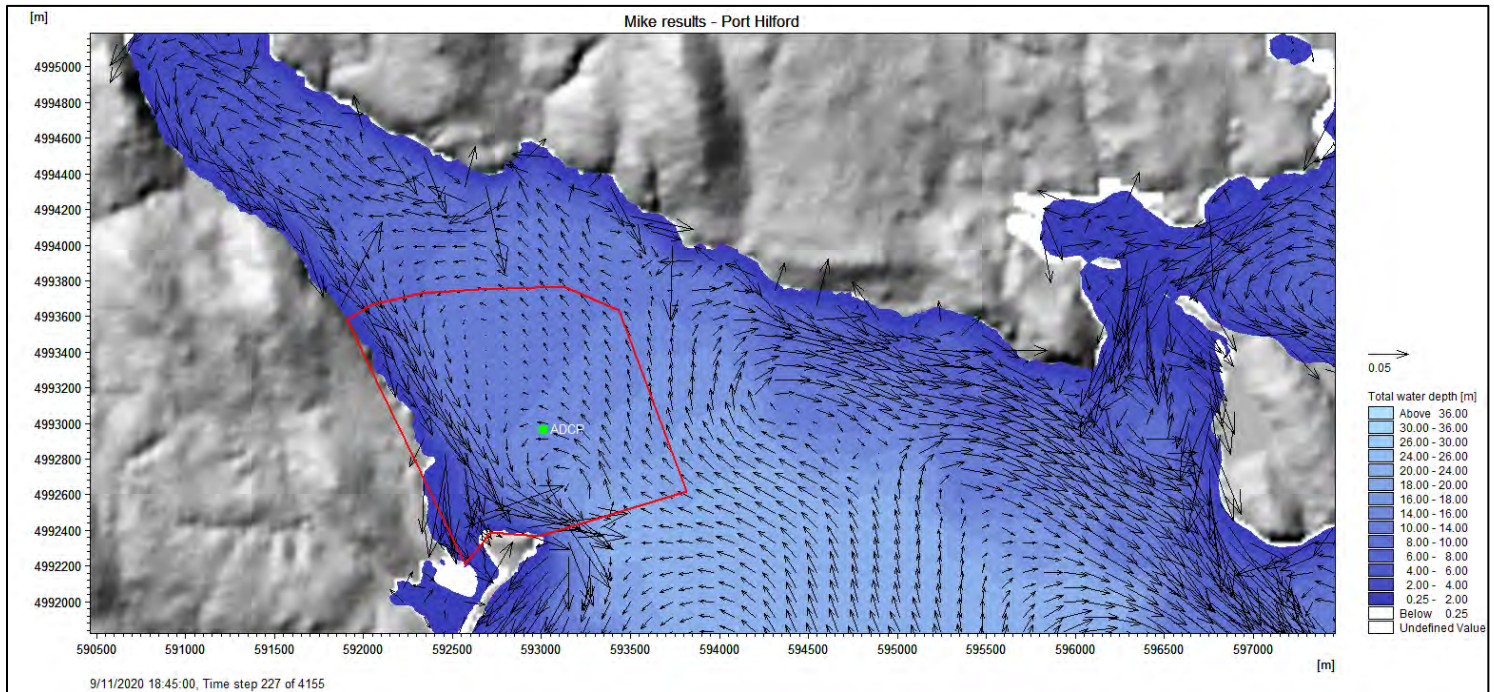 [m]
Mike results - Port Hilford
4995000
4994800
4994600
4994400
4994200
4994000
4993800
4993600
4993400
4993200
4993000
4992800
4992600
4992400
4992200
4992000
ADCP
0.05
Total water depth [m]
Above 36.00
30.00 - 36.00
26.00 - 30.00
24.00 - 26.00
20.00 - 24.00
18.00 - 20.00
16.00 - 18.00
14.00 - 16.00
10.00 - 14.00
8.00 - 10.00
6.00 - 8.00
4.00 - 6.00
2.00 - 4.00
0.25 - 2.00
Below 0.25
Undefined Value
590500 591000 591500 592000 592500 593000 593500 594000 594500 595000 595500 596000 596500 597000
[m]
9/11/2020 18:45:00, Time step 227 of 4155